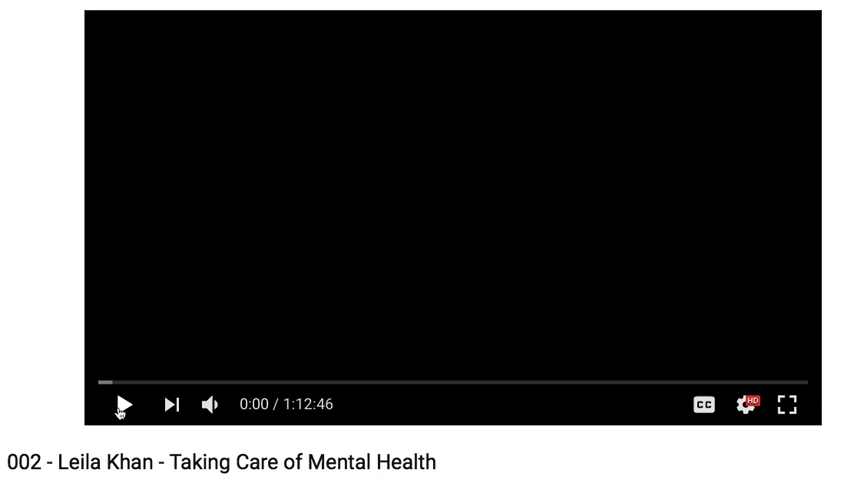 0:00 / 1:12:46 CC HD
002 - Leila Khan - Taking Care of Mental Health